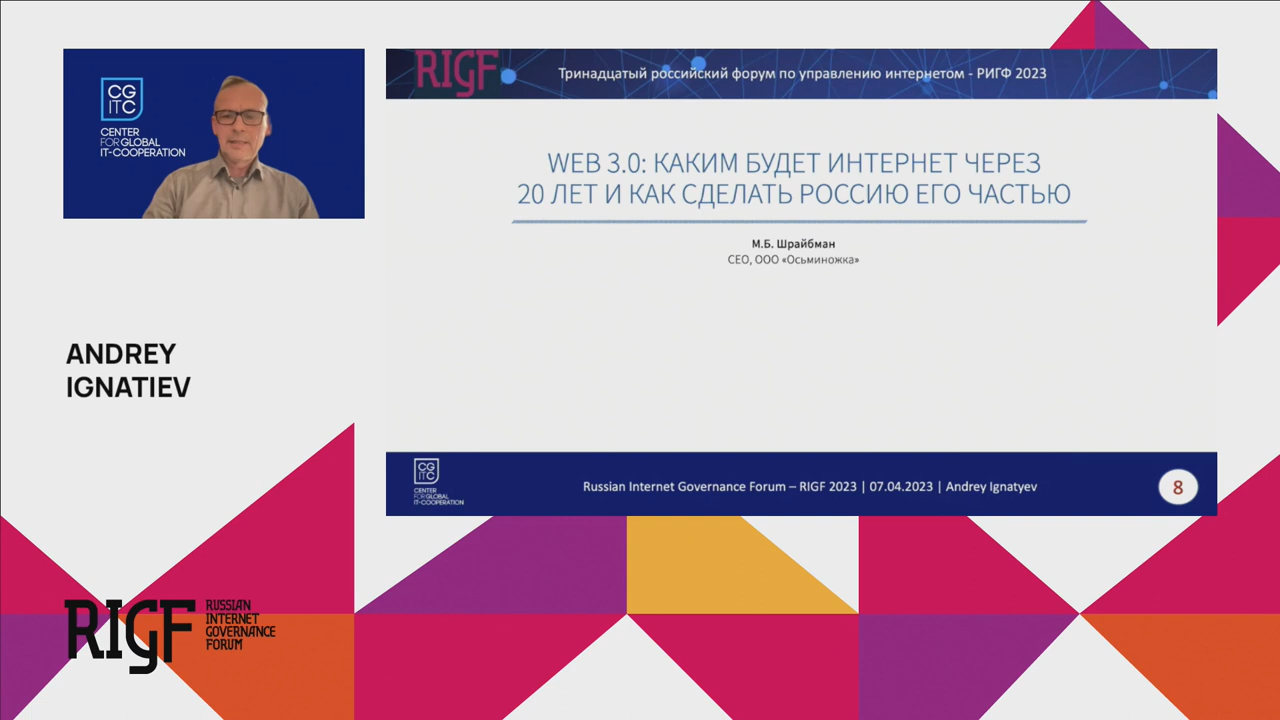 CG
ITC
CENTER
FOR GLOBAL
IT-COOPERATION
RIGF
Тринадцатый российский форум по управлению интернетом - РИГФ 2023
WEB 3.0: КАКИМ БУДЕТ ИНТЕРНЕТ ЧЕРЕЗ
20 ЛЕТ И КАК СДЕЛАТЬ РОССИЮ ЕГО ЧАСТЬЮ
М.Б. Шрайбман
CEO, ООО «Осьминожка»
ANDREY
IGNATIEV
CG
ITC
CENTER
FOR GLOBAL
IT-COOPERATION
Russian Internet Governance Forum – RIGF 2023 | 07.04.2023 | Andrey Ignatyev
8
RIGF
RUSSIAN
INTERNET
GOVERNANCE
FORUM